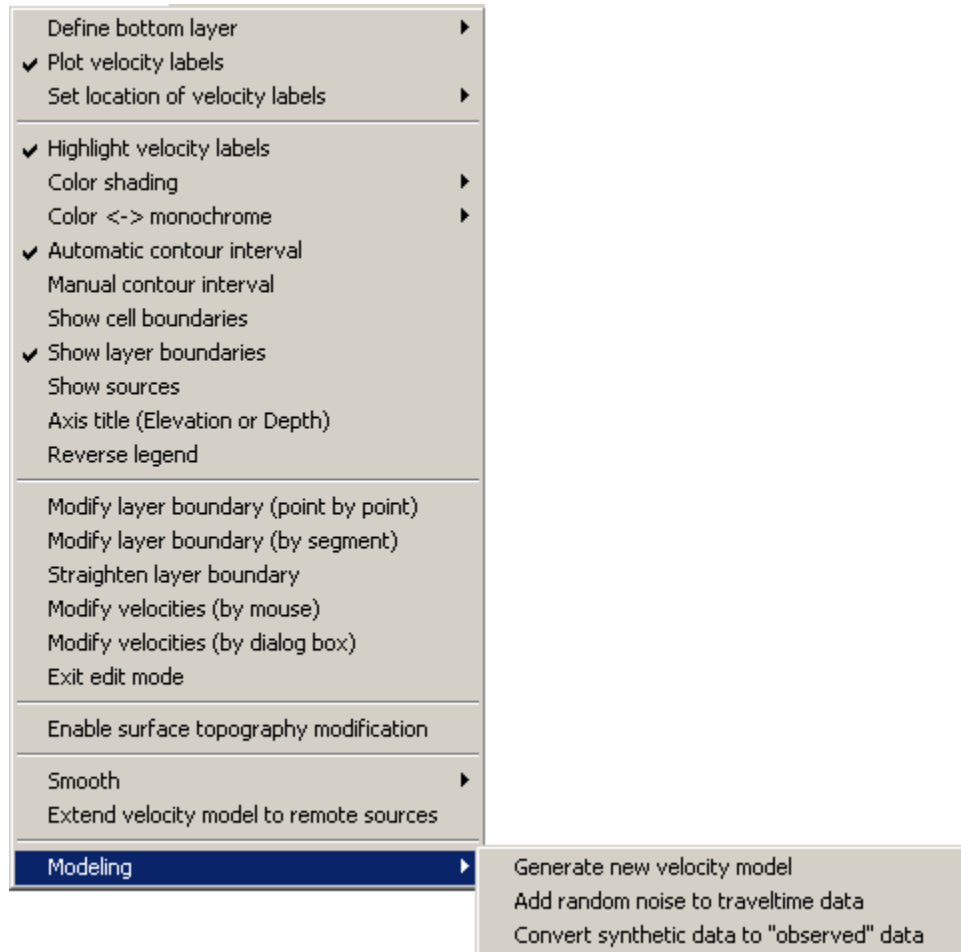 Define bottom layer
Plot velocity labels
Set location of velocity labels
Highlight velocity labels
Color shading
Color <-> monochrome
Automatic contour interval
Manual contour interval
Show cell boundaries
Show layer boundaries
Show sources
Axis title (Elevation or Depth)
Reverse legend
Modify layer boundary (point by point)
Modify layer boundary (by segment)
Straighten layer boundary
Modify velocities (by mouse)
Modify velocities (by dialog box)
Exit edit mode
Enable surface topography modification
Smooth
Extend velocity model to remote sources
Modeling
Generate new velocity model
Add random noise to traveltime data
Convert synthetic data to "observed" data